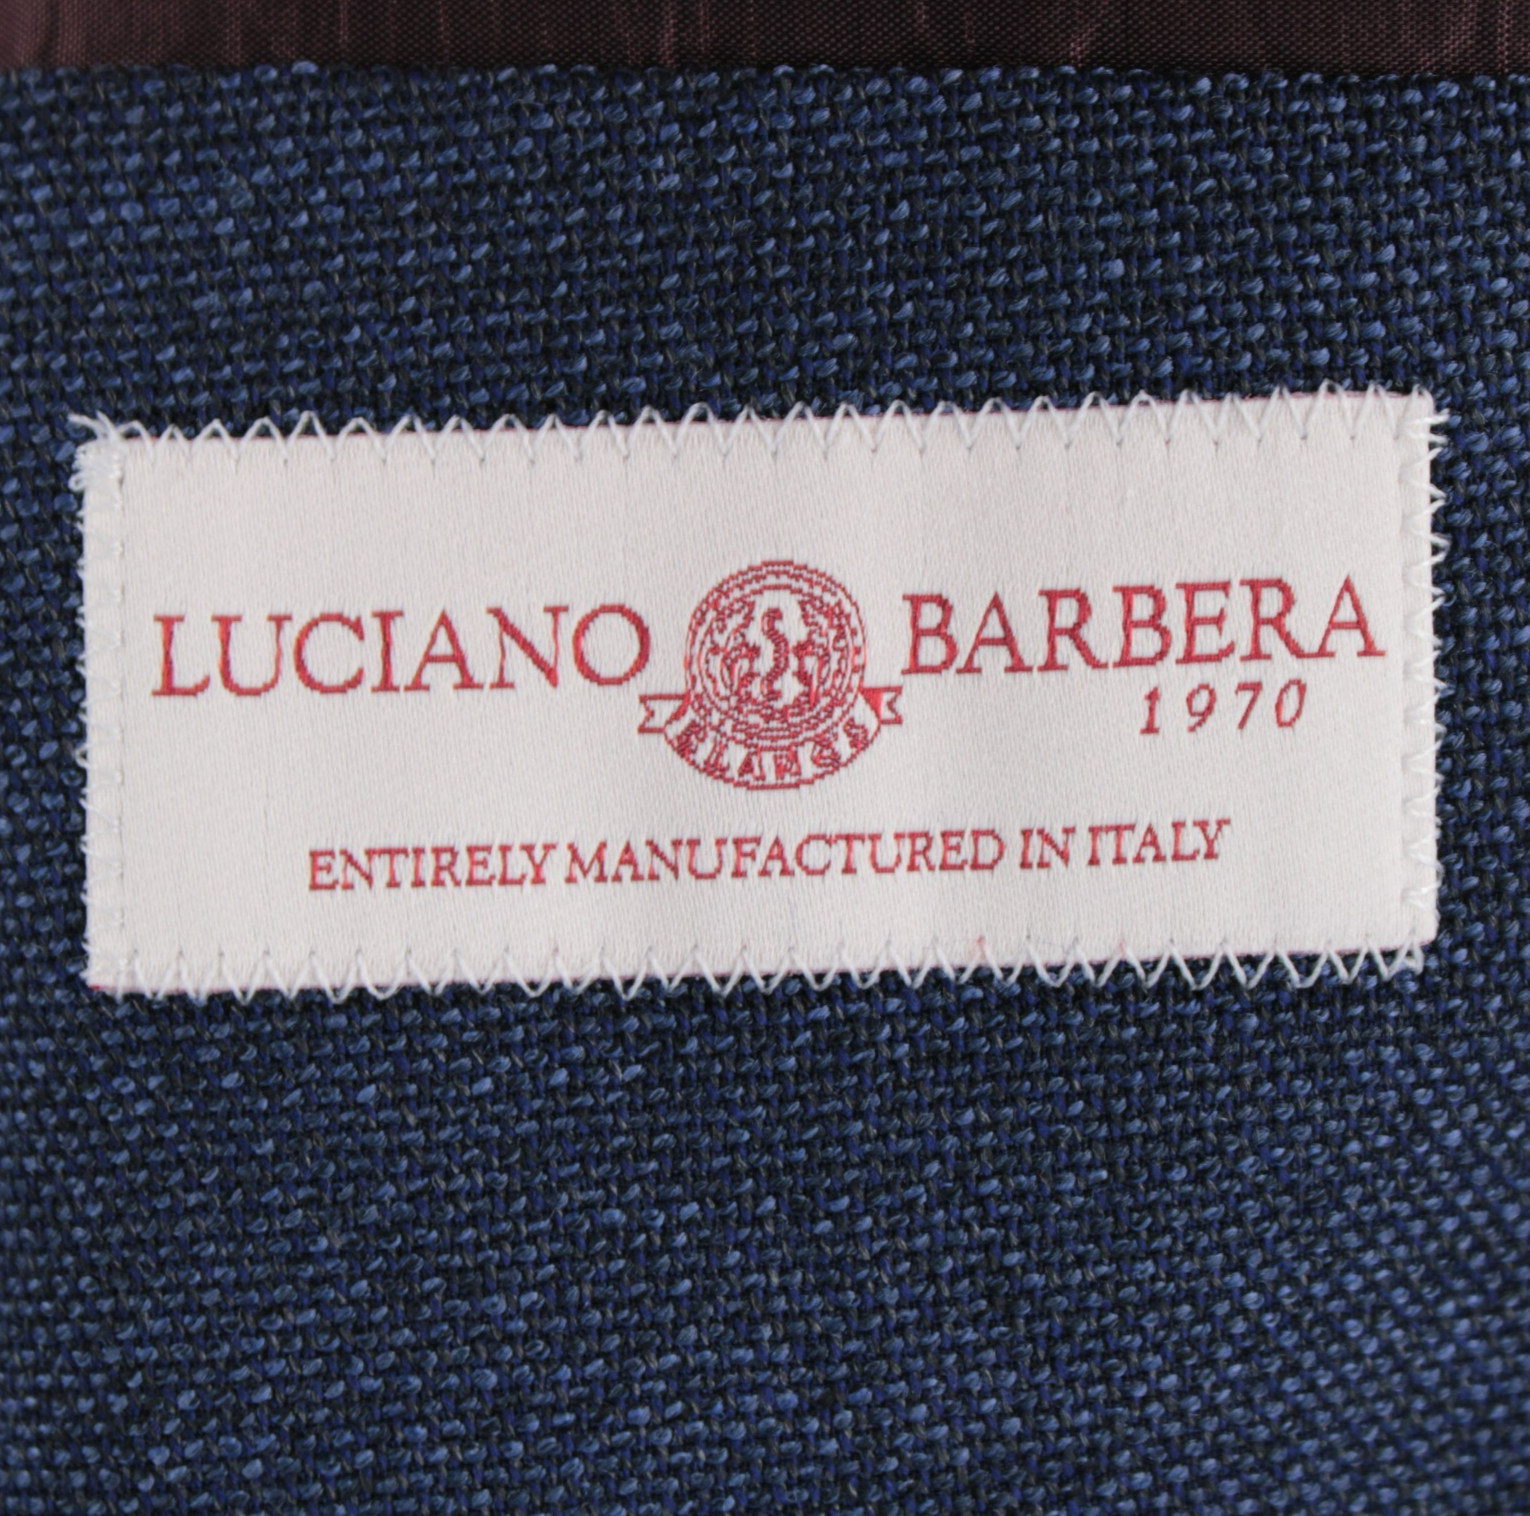 LUCIANO BARBERA
1970
ENTIRELY MANUFACTURED IN ITALY